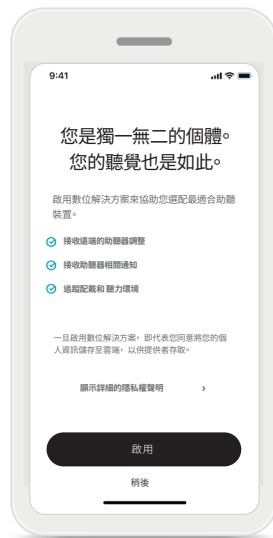 9:41
您是獨一無二的個體。
您的聽覺也是如此。
啟用數位解決方案來協助您選配最適合助聽
裝置。
接收遠端的助聽器調整
接收助聽器相關通知
追蹤配戴和 聽力環境
一旦啟用數位解決方案，即代表您同意將您的個
人資訊儲存至雲端，以供提供者存取。
顯示詳細的隱私權聲明 ›
啟用
稍後